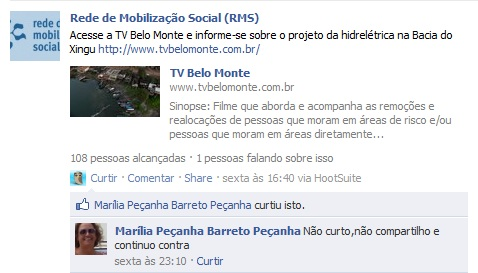 rede de
mobiliz
social
Rede de Mobilização Social (RMS)
Acesse a TV Belo Monte e informe-se sobre o projeto da hidrelétrica na Bacia do
Xingu http://www.tvbelomonte.com.br/
TV Belo Monte
www.tvbelomonte.com.br
Sinopse: Filme que aborda e acompanha as remoções e
realocações de pessoas que moram em áreas de risco e/ou
pessoas que moram em áreas diretamente...
108 pessoas alcançadas · 1 pessoas falando sobre isso
Curtir · Comentar · Share · sexta às 16:40 via HootSuite
Marília Peçanha Barreto Peçanha curtiu isto.
Marília Peçanha Barreto Peçanha Não curto,não compartilho e
continuo contra
sexta às 23:10 · Curtir